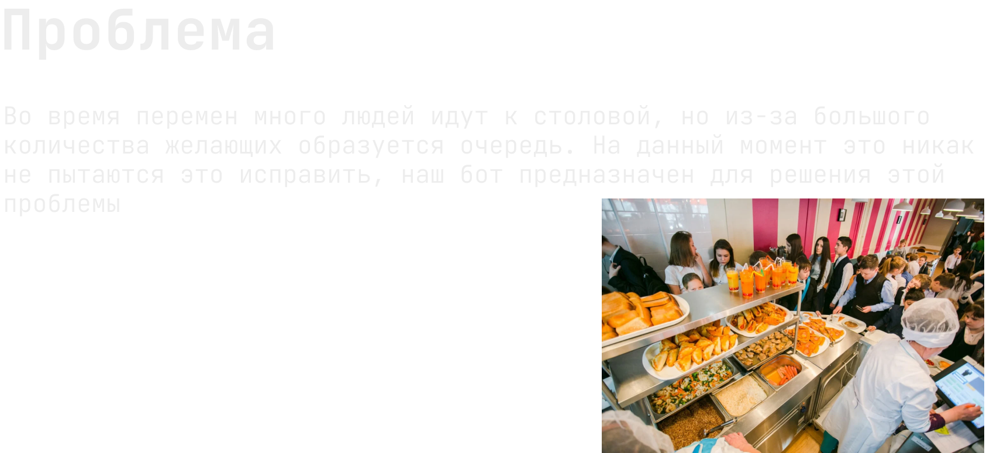 Проблема
Во время перемен много людей идут к столовой, но из-за большого
количества желающих образуется очередь. На данный момент это никак
не пытаются это исправить, наш бот предназначен для решения этой
проблемы